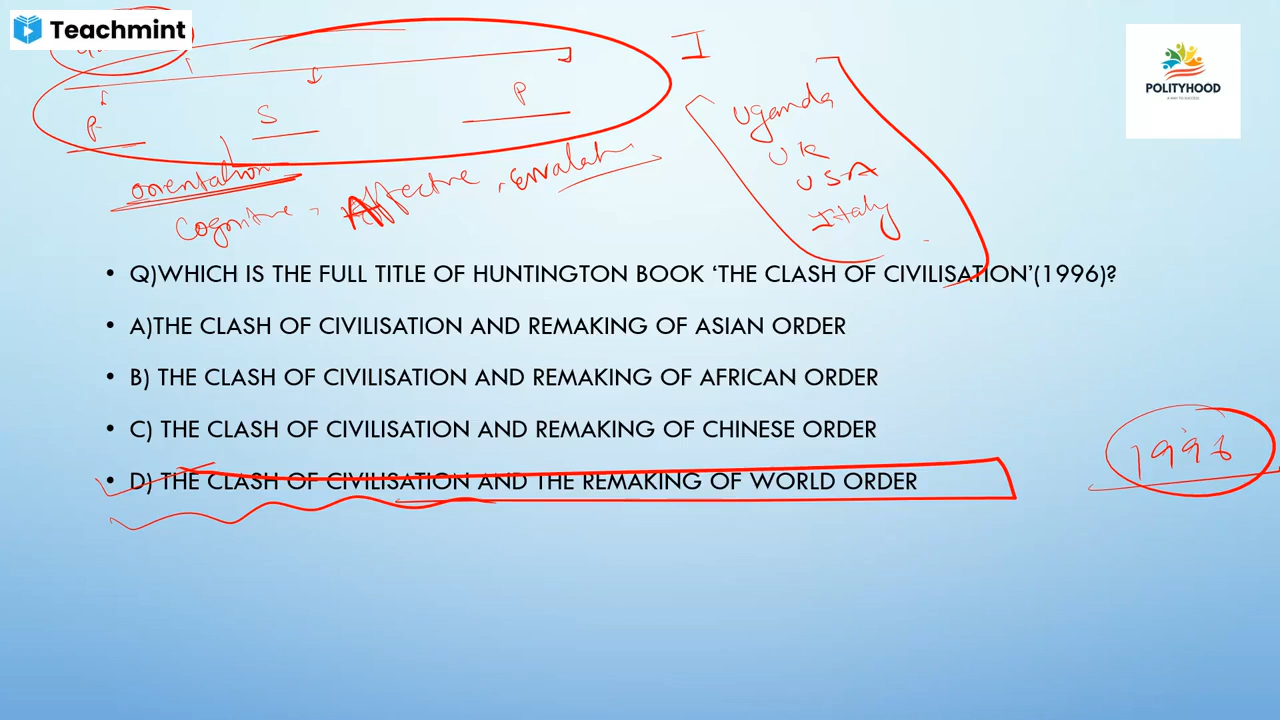 Teachmint
I
POLITYHOOD
P
S
P
Uganda
UK
USA
Italy
orientation
Cognitive, Affective,
• Q)WHICH IS THE FULL TITLE OF HUNTINGTON BOOK ‘THE CLASH OF CIVILISATION’(1996)?
• A)THE CLASH OF CIVILISATION AND REMAKING OF ASIAN ORDER
• B) THE CLASH OF CIVILISATION AND REMAKING OF AFRICAN ORDER
• C) THE CLASH OF CIVILISATION AND REMAKING OF CHINESE ORDER
1996
• D) THE CLASH OF CIVILISATION AND THE REMAKING OF WORLD ORDER